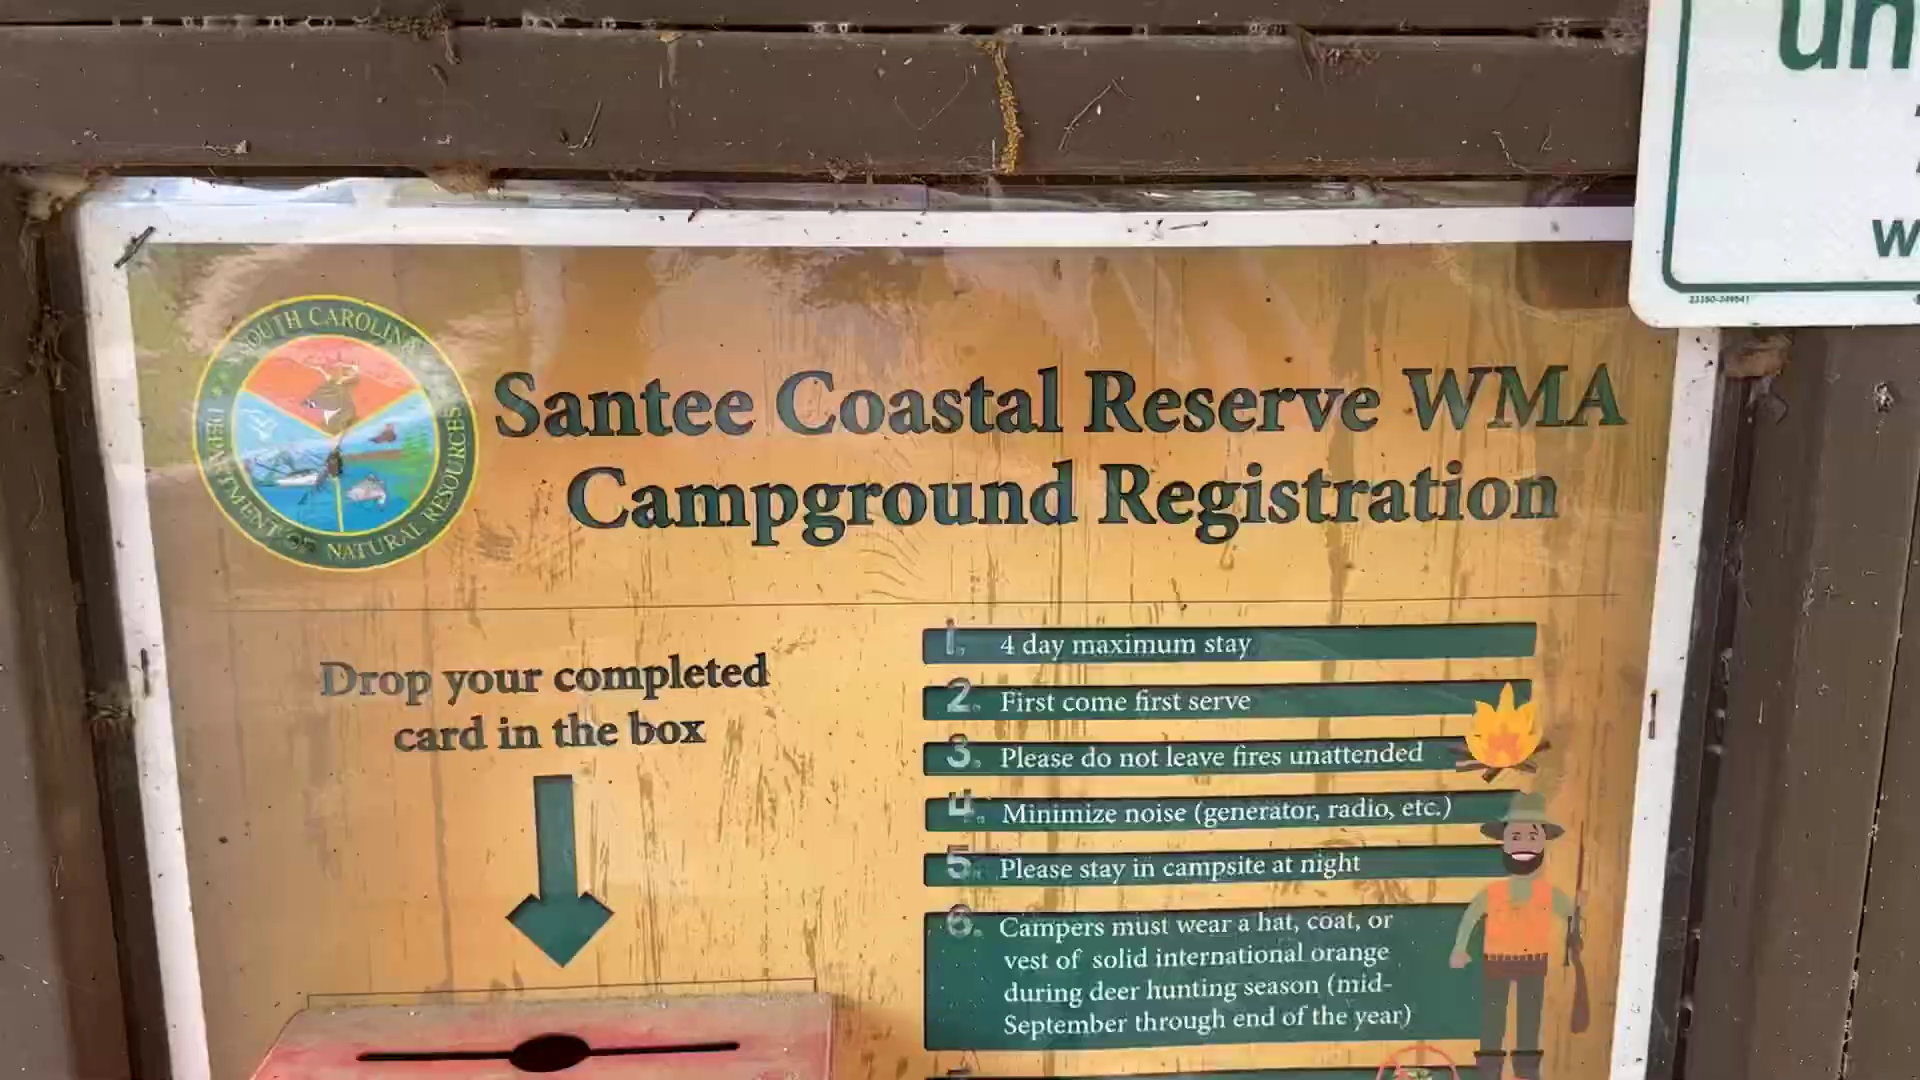 un
w
23350-349541
SOUTH CAROLINA
DEPARTMENT OF NATURAL RESOURCES
Santee Coastal Reserve WMA
Campground Registration
Drop your completed
card in the box
1. 4 day maximum stay
2. First come first serve
3. Please do not leave fires unattended
4. Minimize noise (generator, radio, etc.)
5. Please stay in campsite at night
6. Campers must wear a hat, coat, or
vest of solid international orange
during deer hunting season (mid-
September through end of the year)